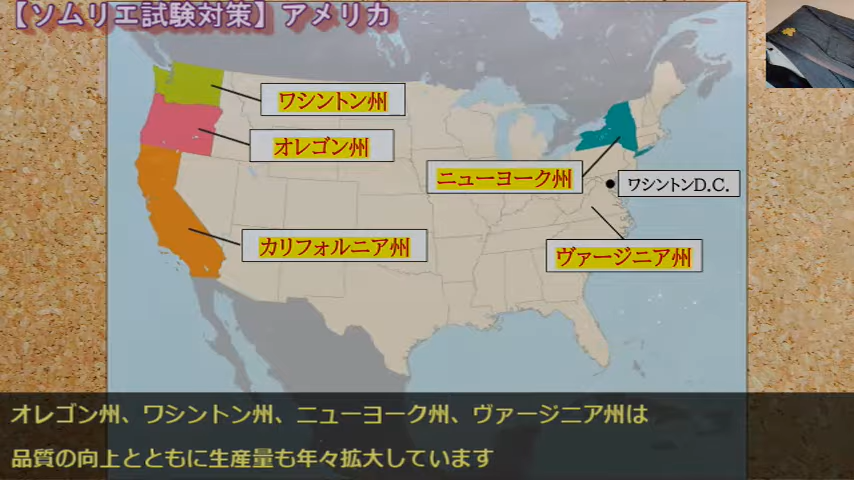 【ソムリエ試験対策】アメリカ
ワシントン州
オレゴン州
ニューヨーク州
ワシントンD.C.
カリフォルニア州
ヴァージニア州
オレゴン州、ワシントン州、ニューヨーク州、ヴァージニア州は
品質の向上とともに生産量も年々拡大しています